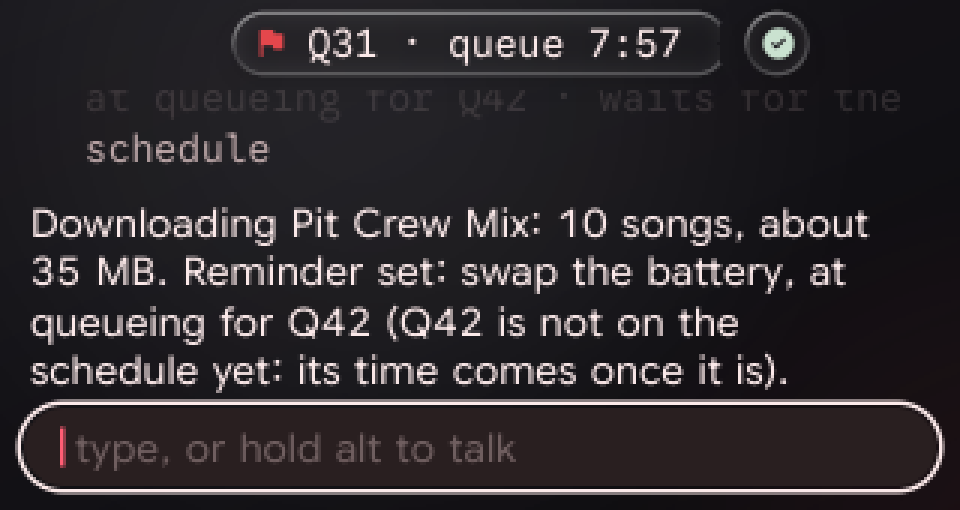 Q31 · queue 7:57
at queueing for Q42 · waits for the
schedule
Downloading Pit Crew Mix: 10 songs, about
35 MB. Reminder set: swap the battery, at
queueing for Q42 (Q42 is not on the
schedule yet: its time comes once it is).
type, or hold alt to talk